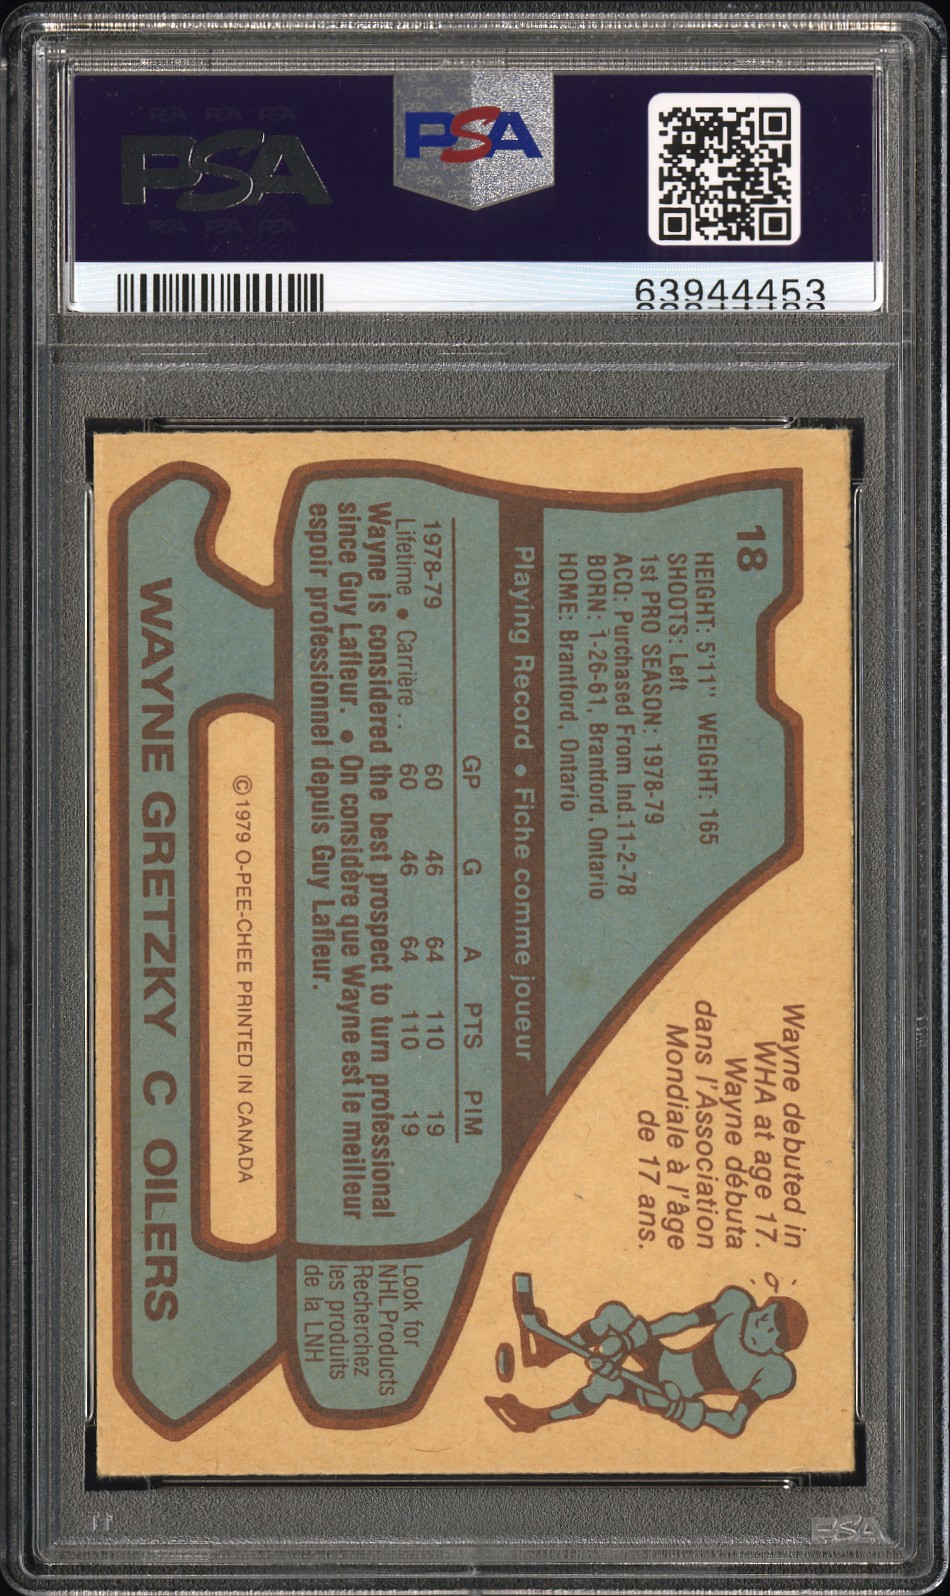 PSA
PSA
63944453
18
HEIGHT: 5'11" WEIGHT: 165
SHOOTS: Left
1st PRO SEASON: 1978-79
ACQ: Purchased From Ind. 11-2-78
BORN: 1-26-61, Brantford, Ontario
HOME: Brantford, Ontario
Wayne debuted in
WHA at age 17.
Wayne débuta
dans l'Association
Mondiale à l'âge
de 17 ans.
Playing Record • Fiche comme joueur
GP G A PTS PIM
1978-79 60 46 64 110 19
Lifetime • Carrière . . 60 46 64 110 19
Wayne is considered the best prospect to turn professional
since Guy Lafleur. • On considère que Wayne est le meilleur
espoir professionnel depuis Guy Lafleur.
Look for
NHL Products
Recherchez
les produits
de la LNH
© 1979 O-PEE-CHEE PRINTED IN CANADA
WAYNE GRETZKY C OILERS
PSA